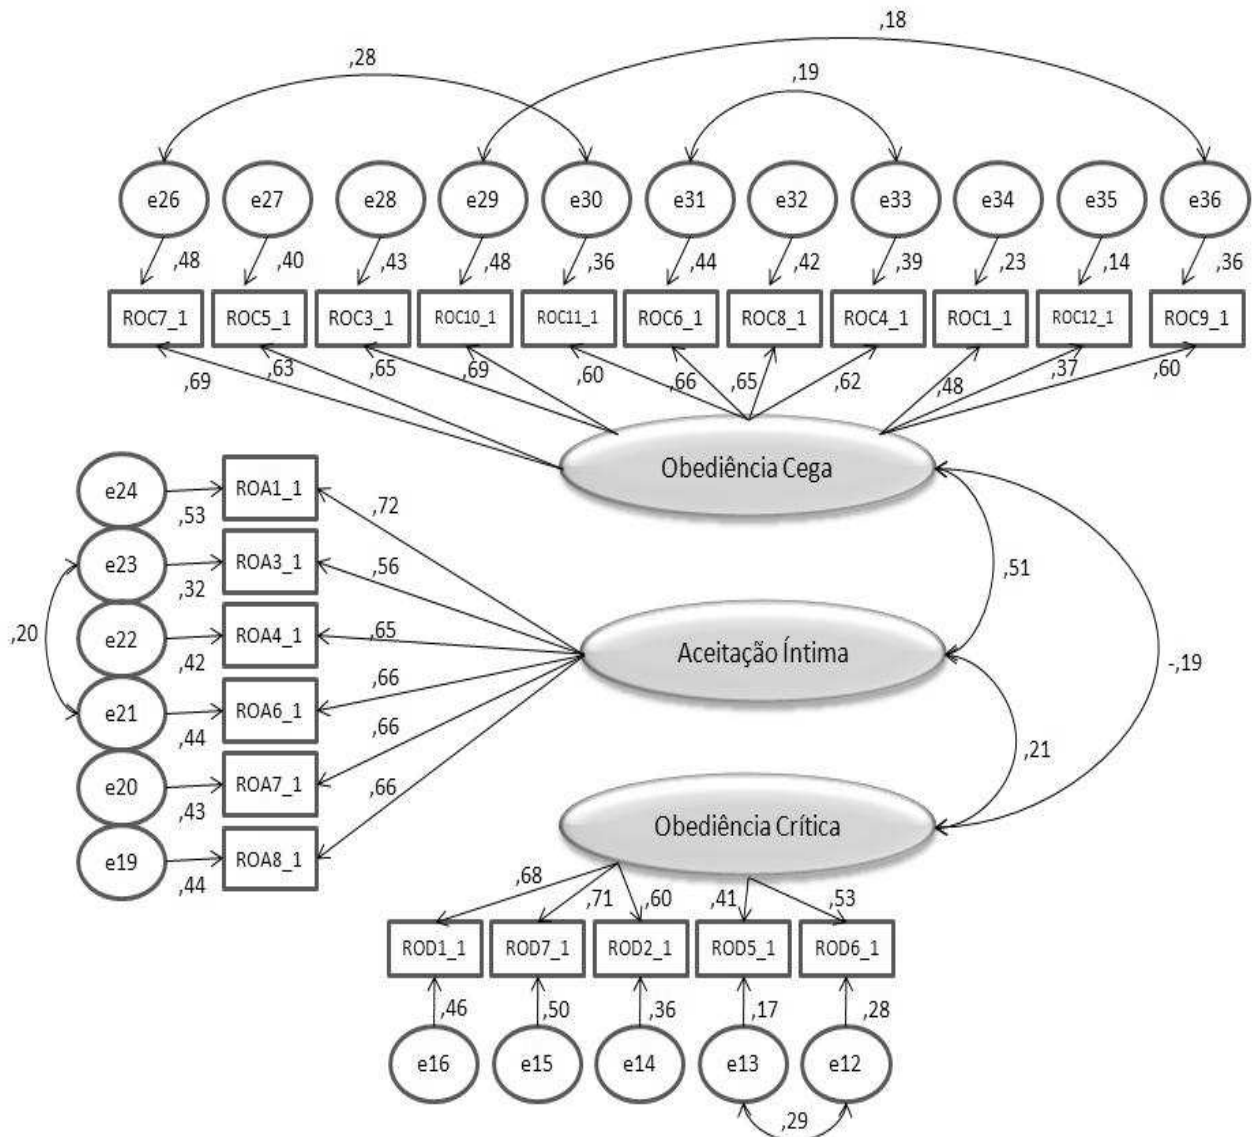 ,18
,28
,19
e26 e27 e28 e29 e30 e31 e32 e33 e34 e35 e36
,48 ,40 ,43 ,48 ,36 ,44 ,42 ,39 ,23 ,14 ,36
ROC7_1 ROC5_1 ROC3_1 ROC10_1 ROC11_1 ROC6_1 ROC8_1 ROC4_1 ROC1_1 ROC12_1 ROC9_1
,69 ,63 ,65 ,69 ,60 ,66 ,65 ,62 ,48 ,37 ,60
Obediência Cega
e24 ROA1_1
,53 ,72
e23 ROA3_1
,32 ,56
,51
,20
e22 ROA4_1
,42 ,65
Aceitação Íntima
-,19
e21 ROA6_1
,44 ,66
,66
,21
e20 ROA7_1
,43 ,66
Obediência Crítica
e19 ROA8_1
,44
,68 ,71 ,60 ,41 ,53
ROD1_1 ROD7_1 ROD2_1 ROD5_1 ROD6_1
,46 ,50 ,36 ,17 ,28
e16 e15 e14 e13 e12
,29